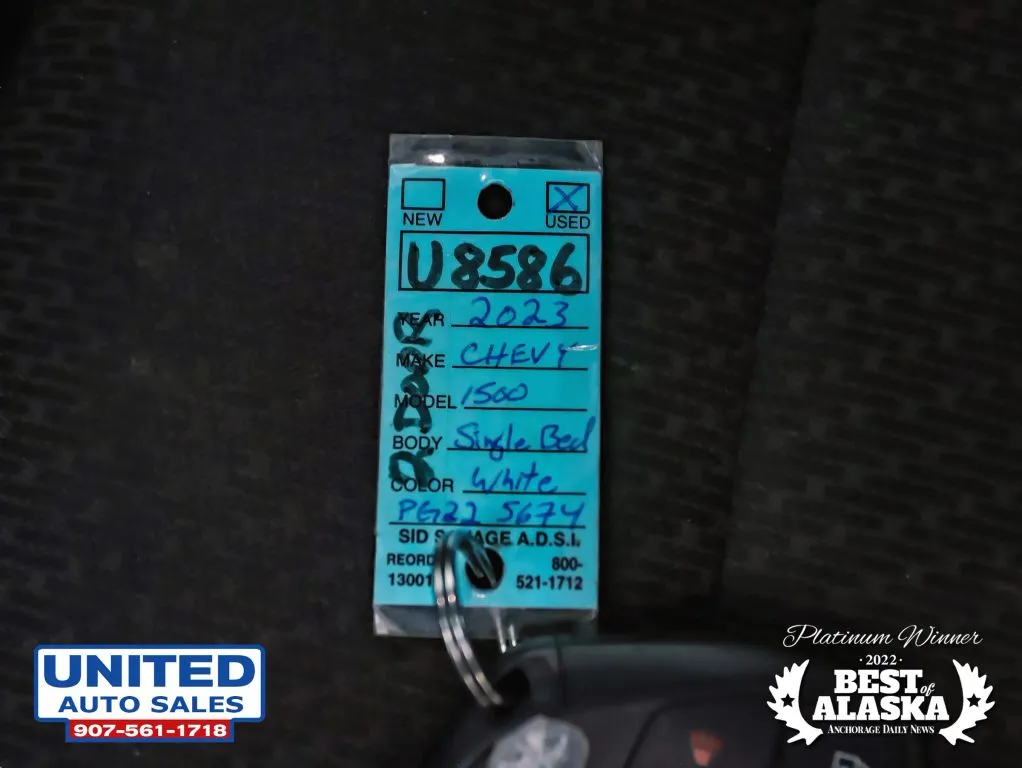 NEW USED
U8586
YEAR 2023
MAKE CHEVY
MODEL 1500
BODY Single Bed
COLOR White
PG22 5674
SID S AGE A.D.S.I.
REORD 800-
13001 521-1712
UNITED
AUTO SALES
907-561-1718
Platinum Winner
·2022·
BEST of
ALASKA
ANCHORAGE DAILY NEWS